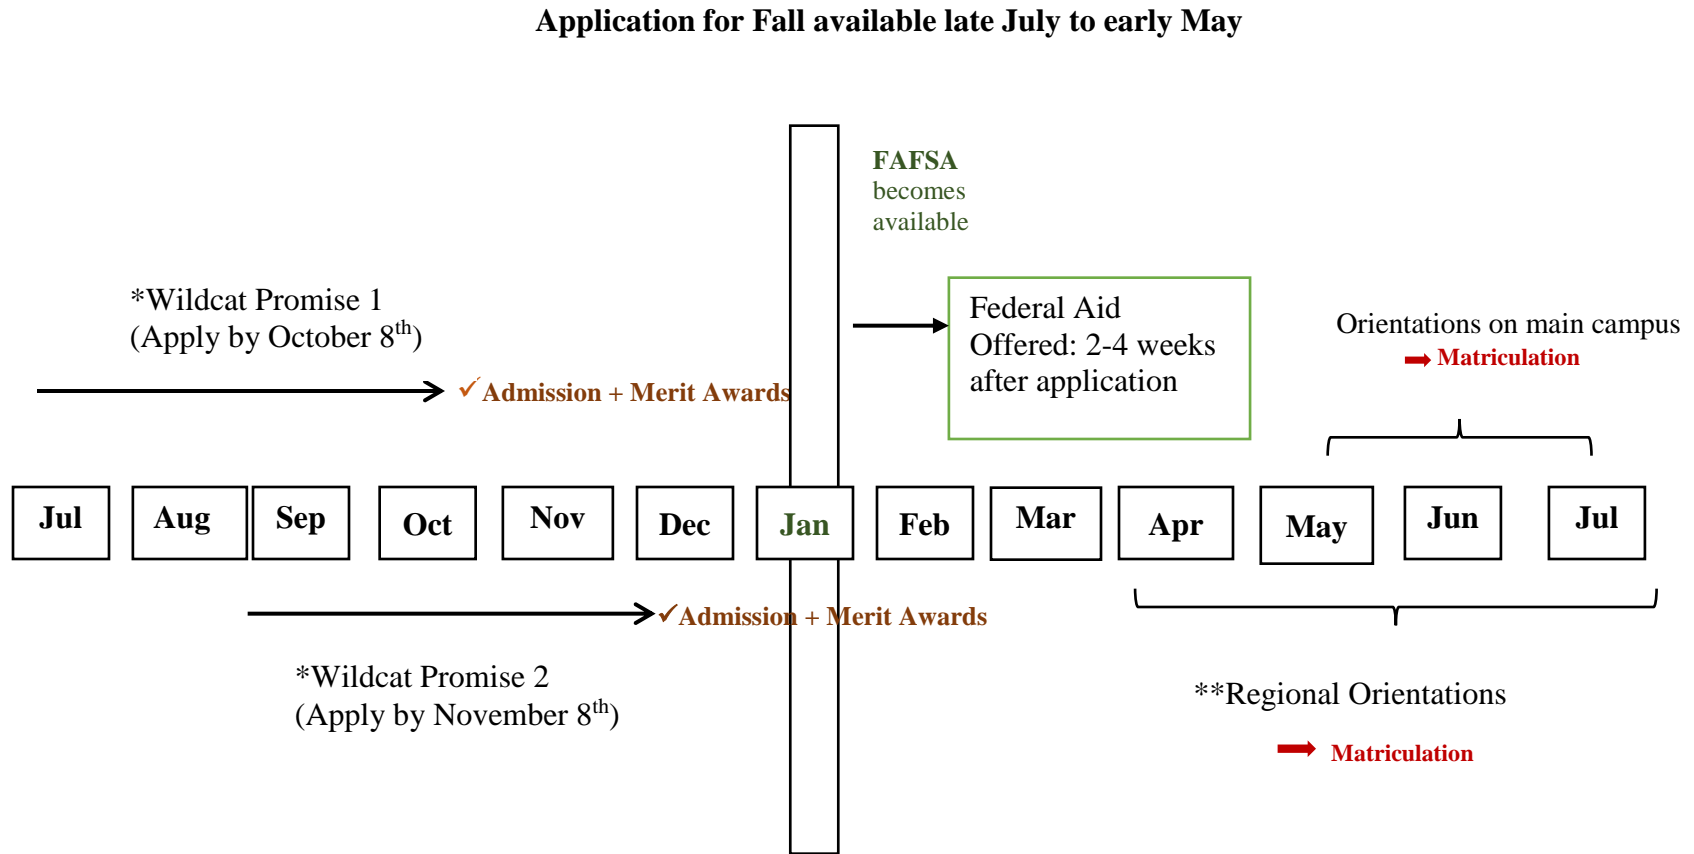 Application for Fall available late July to early May
FAFSA
becomes
available
*Wildcat Promise 1
(Apply by October 8th)
✓Admission + Merit Awards
Federal Aid
Offered: 2-4 weeks
after application
Orientations on main campus
Matriculation
Jul Aug Sep Oct Nov Dec Jan Feb Mar Apr May Jun Jul
✓Admission + Merit Awards
*Wildcat Promise 2
(Apply by November 8th)
**Regional Orientations
Matriculation